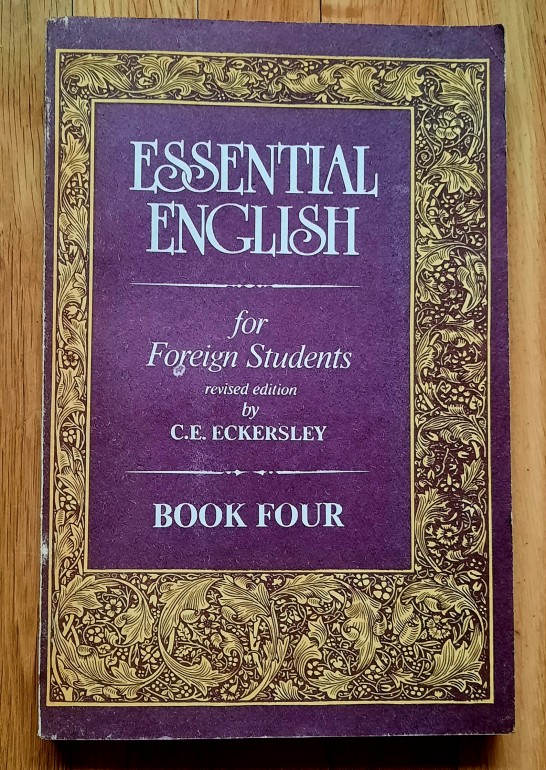 ESSENTIAL
ENGLISH
for
Foreign Students
revised edition
by
C.E. ECKERSLEY
BOOK FOUR